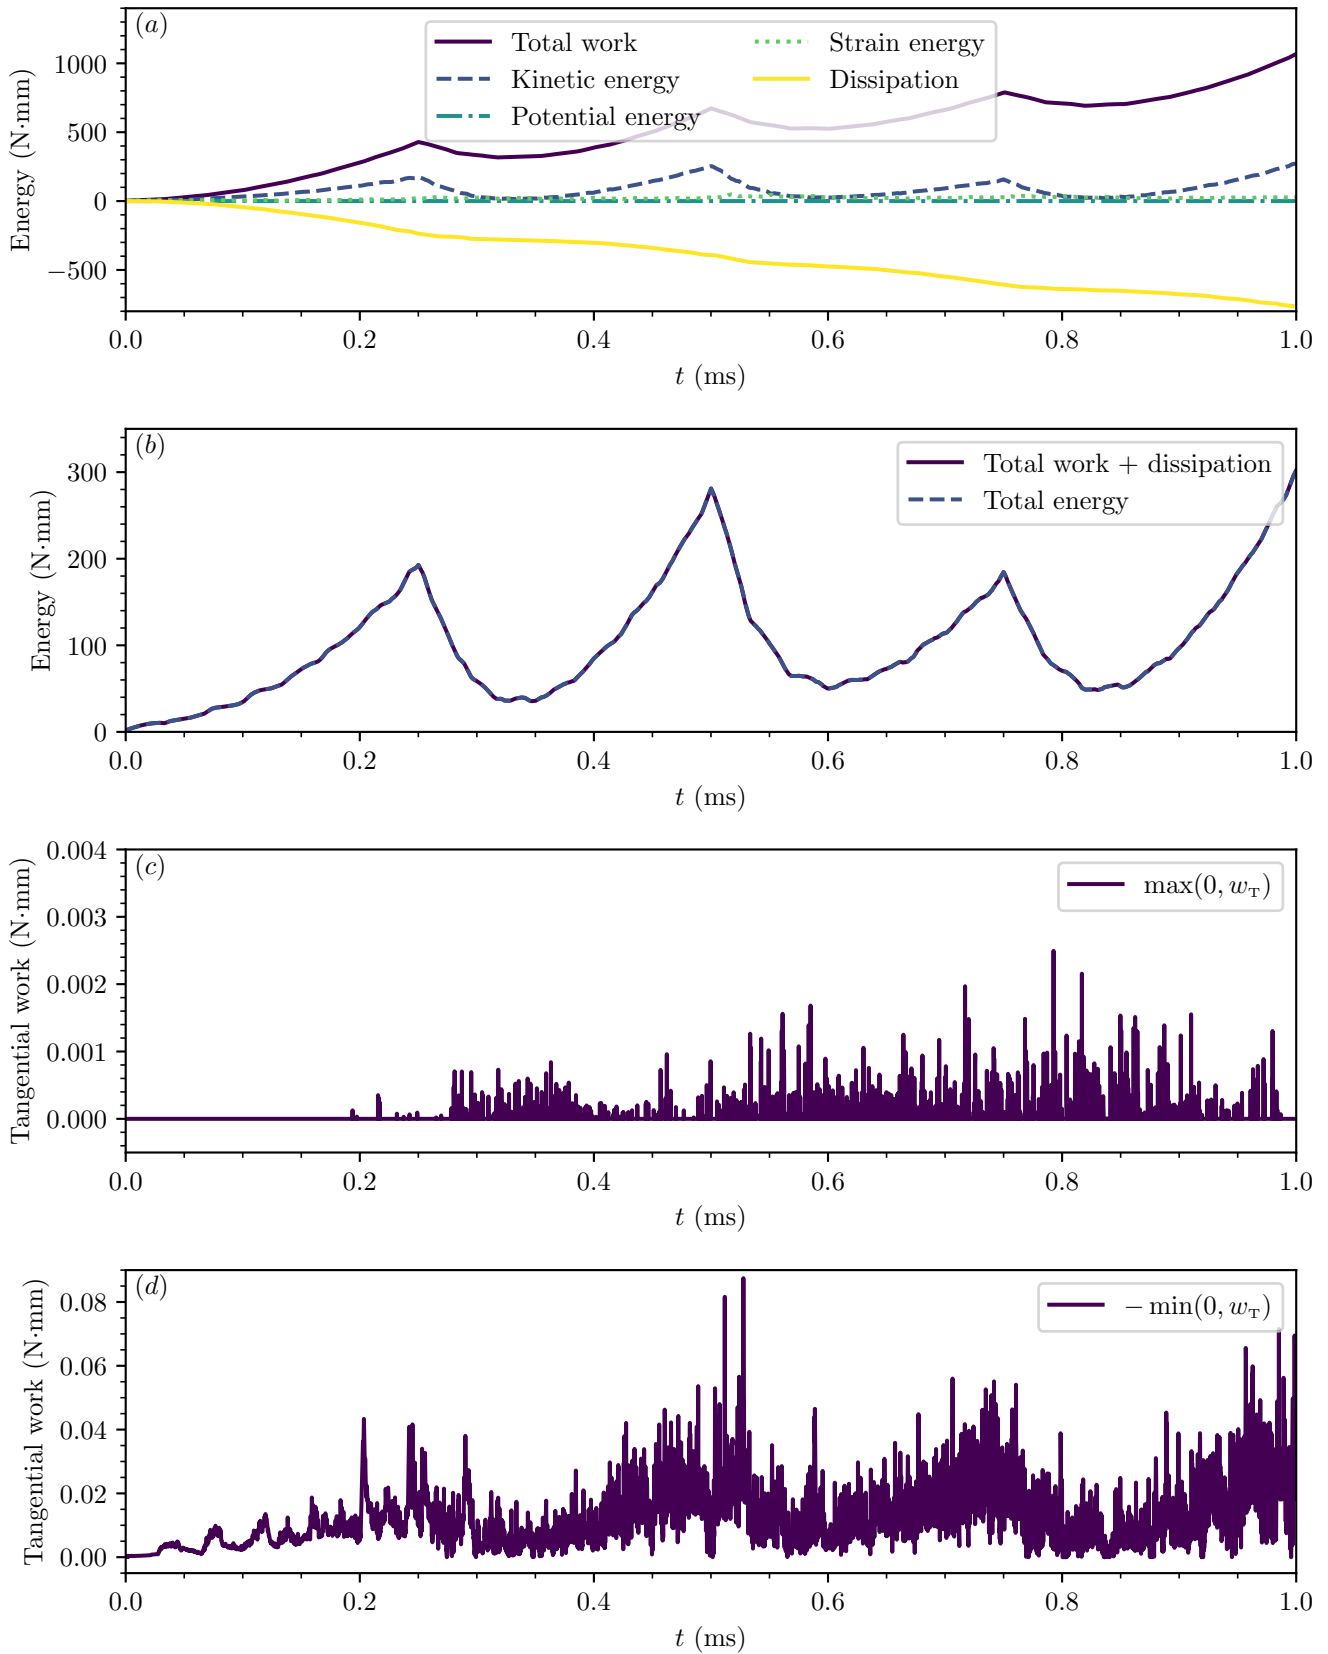 (a)
Total work
Kinetic energy
Potential energy
Strain energy
Dissipation
Energy (N·mm)
1000
500
0
−500
0.0 0.2 0.4 0.6 0.8 1.0
t (ms)
(b)
Total work + dissipation
Total energy
Energy (N·mm)
300
200
100
0
0.0 0.2 0.4 0.6 0.8 1.0
t (ms)
(c)
max(0, w_T)
Tangential work (N·mm)
0.004
0.003
0.002
0.001
0.000
0.0 0.2 0.4 0.6 0.8 1.0
t (ms)
(d)
− min(0, w_T)
Tangential work (N·mm)
0.08
0.06
0.04
0.02
0.00
0.0 0.2 0.4 0.6 0.8 1.0
t (ms)